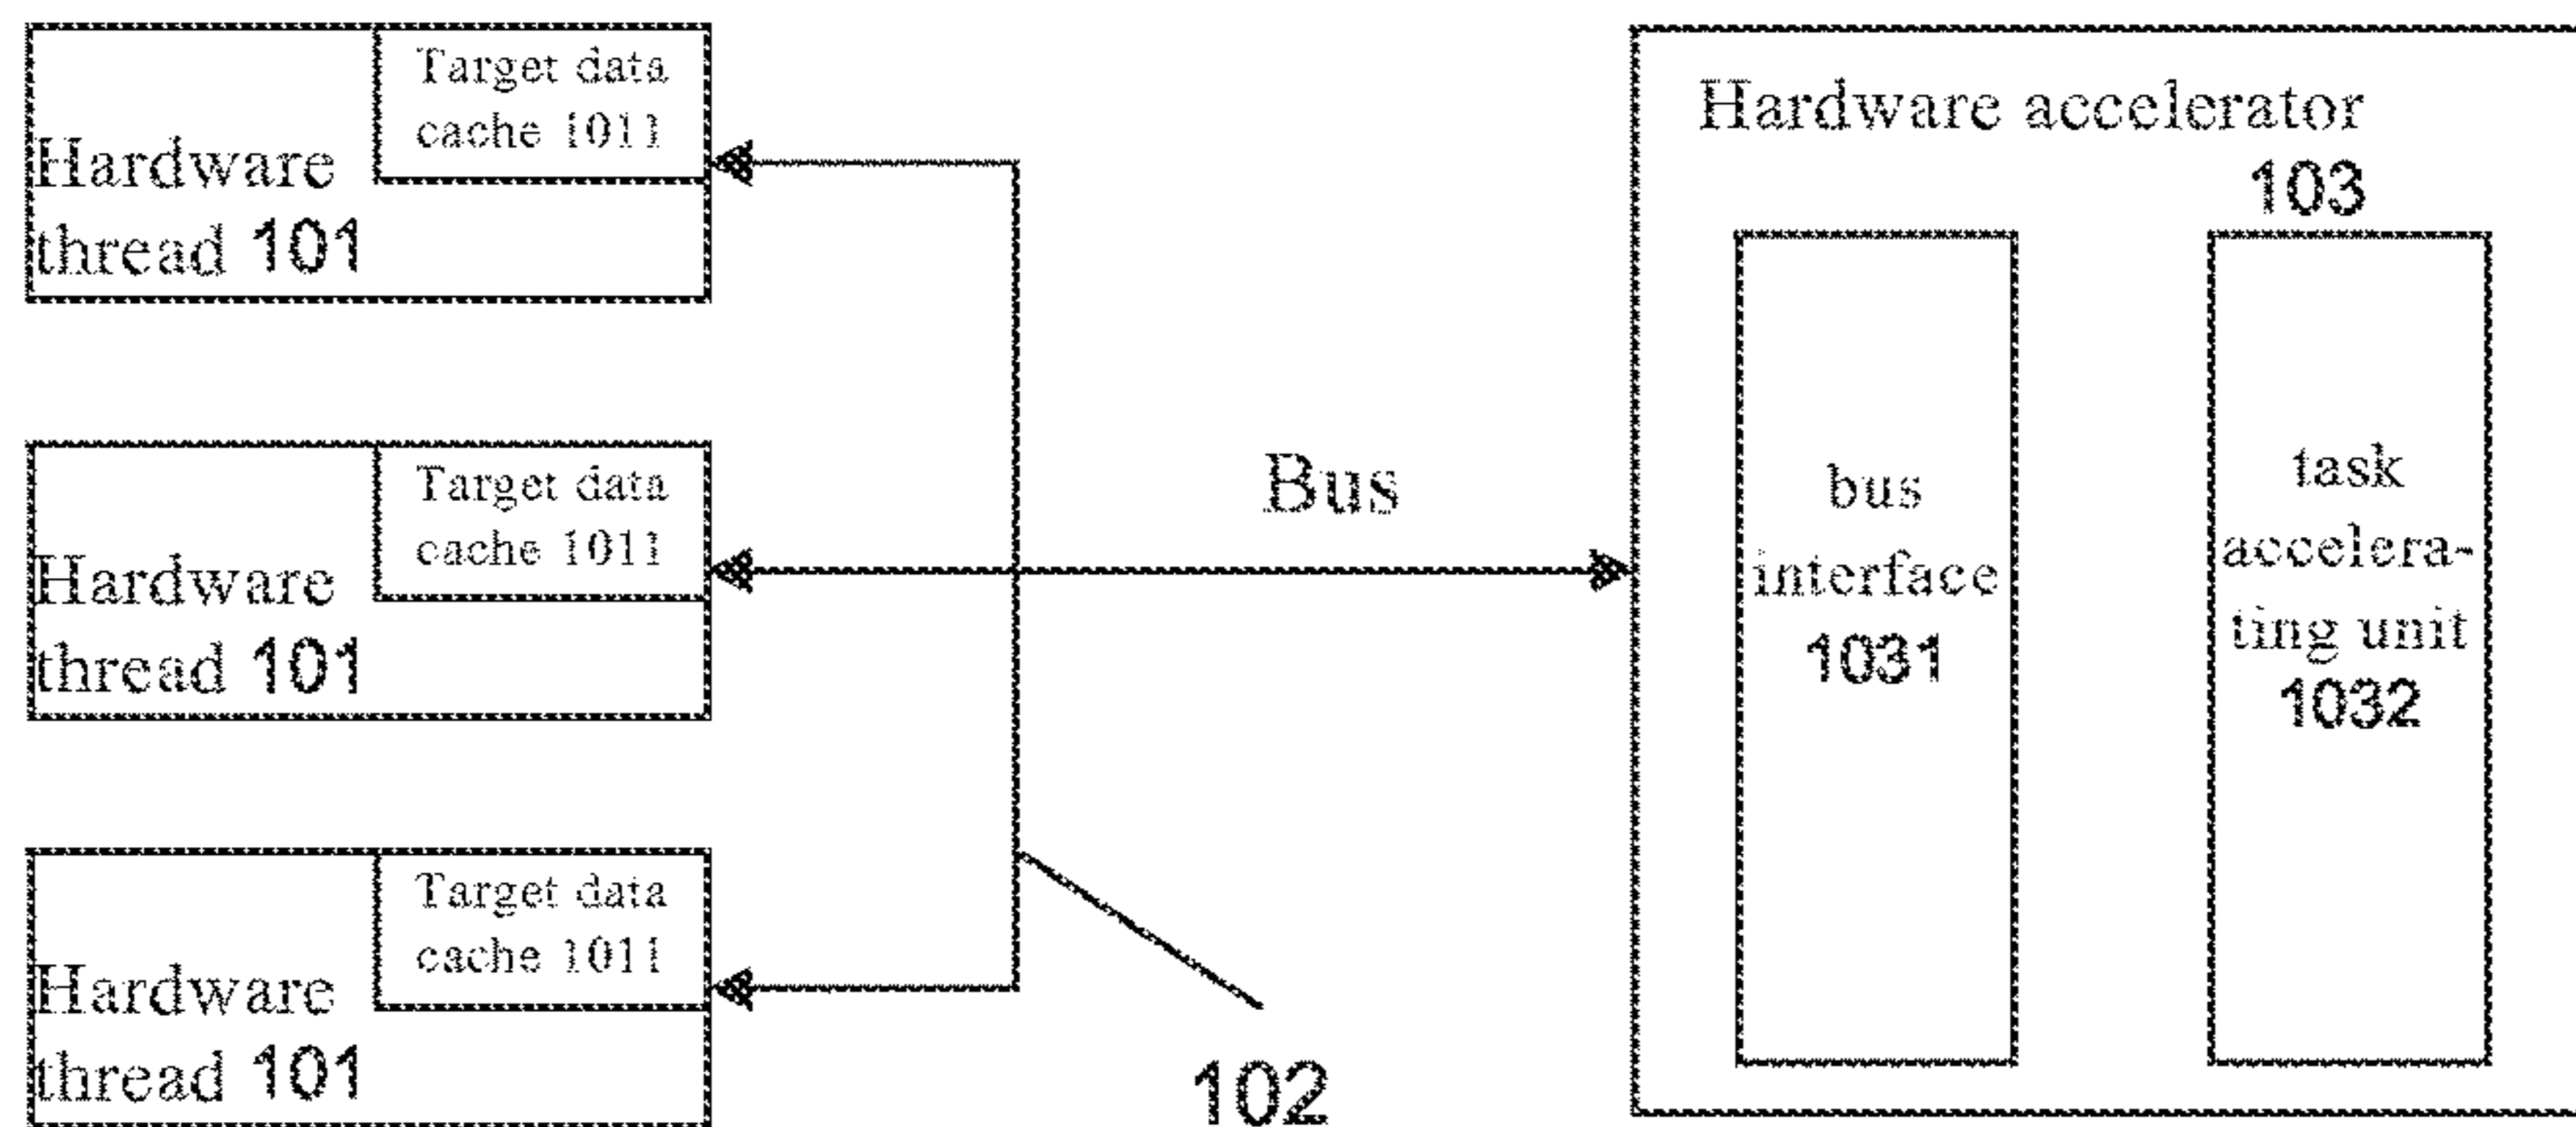 Target data
cache 1011
Hardware
thread 101
Target data
cache 1011
Hardware
thread 101
Target data
cache 1011
Hardware
thread 101
Bus
102
Hardware accelerator
103
bus
interface
1031
task
accelera-
ting unit
1032